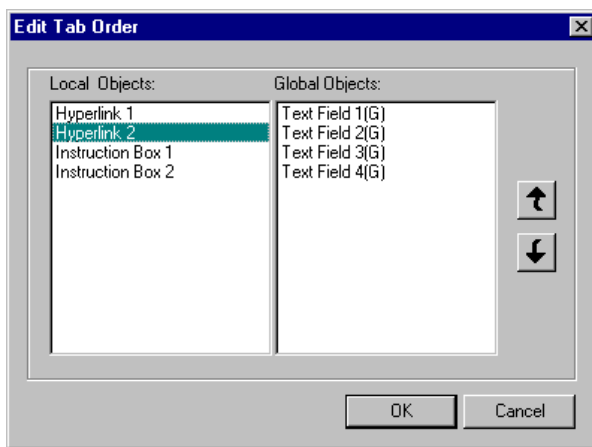 Edit Tab Order
Local Objects:
Global Objects:
Hyperlink 1
Hyperlink 2
Instruction Box 1
Instruction Box 2
Text Field 1(G)
Text Field 2(G)
Text Field 3(G)
Text Field 4(G)
OK
Cancel